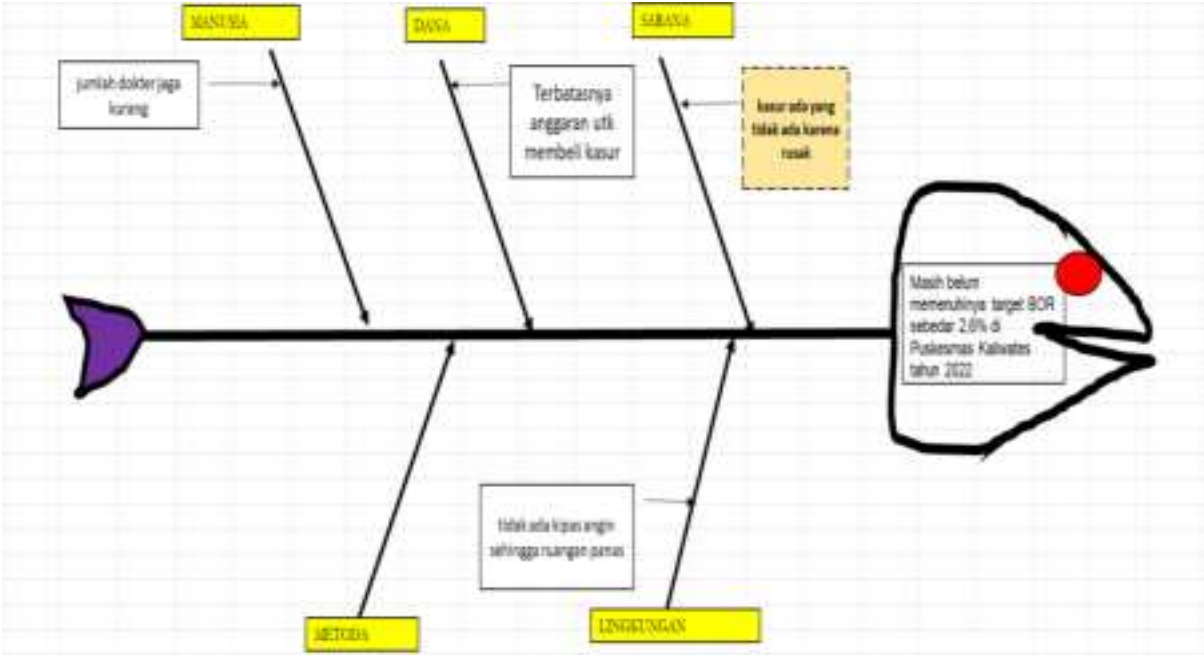 MANUSIA
DANA
SARANA
jumlah dokter jaga
kurang
Terbatasnya
anggaran utk
membeli kasur
kasur ada yang
tidak ada karena
rusak
Masih belum
memenuhinya target BOR
sebedar 2,6% di
Puskesmas Kaliwates
tahun 2022
tidak ada kipas angin
sehingga ruangan panas
METODA
LINGKUNGAN